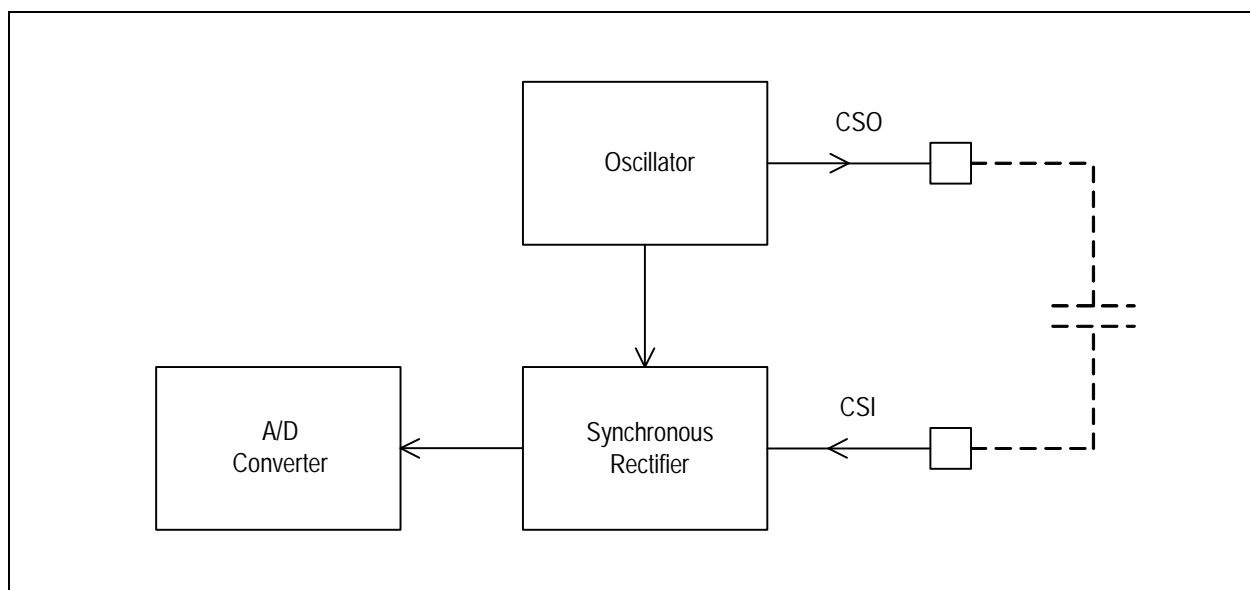 CSO
Oscillator
CSI
A/D
Converter
Synchronous
Rectifier